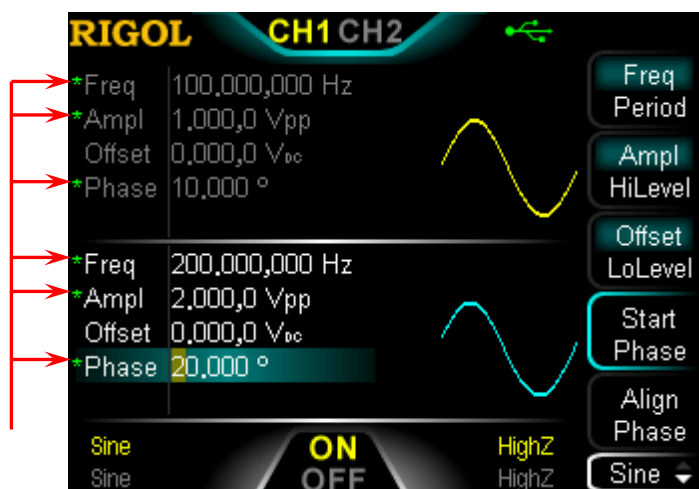 RIGOL CH1 CH2
*Freq 100.000,000 Hz
*Ampl 1.000,0 Vpp
Offset 0.000,0 VDC
*Phase 10.000 °
*Freq 200.000,000 Hz
*Ampl 2.000,0 Vpp
Offset 0.000,0 VDC
*Phase 20.000 °
Sine ON HighZ
Sine OFF HighZ
Freq
Period
Ampl
HiLevel
Offset
LoLevel
Start
Phase
Align
Phase
Sine